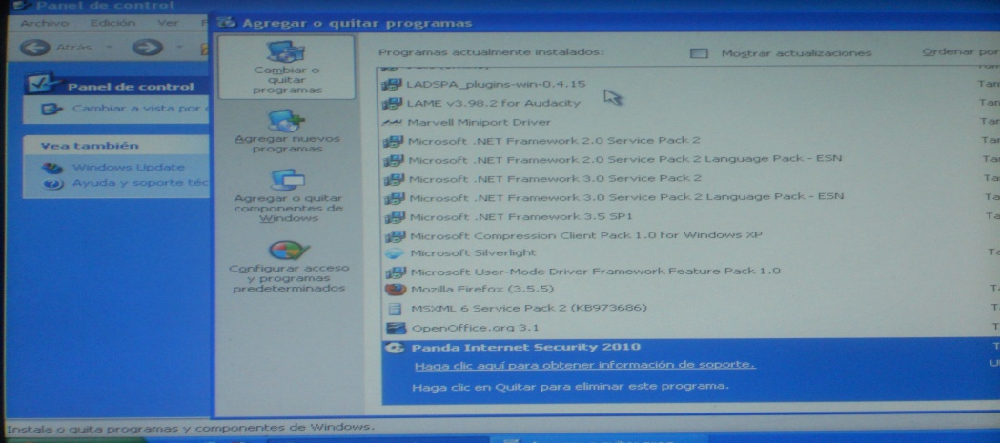 Panel de control
Archivo Edición Ver
Atrás
Panel de control
Cambiar a vista por
Vea también
Windows Update
Ayuda y soporte téc
Agregar o quitar programas
Cambiar o
quitar
programas
Agregar nuevos
programas
Agregar o quitar
componentes de
Windows
Configurar acceso
y programas
predeterminados
Programas actualmente instalados:
Mostrar actualizaciones
Ordenar por
LADSPA_plugins-win-0.4.15
LAME v3.98.2 for Audacity
Marvell Miniport Driver
Microsoft .NET Framework 2.0 Service Pack 2
Microsoft .NET Framework 2.0 Service Pack 2 Language Pack - ESN
Microsoft .NET Framework 3.0 Service Pack 2
Microsoft .NET Framework 3.0 Service Pack 2 Language Pack - ESN
Microsoft .NET Framework 3.5 SP1
Microsoft Compression Client Pack 1.0 for Windows XP
Microsoft Silverlight
Microsoft User-Mode Driver Framework Feature Pack 1.0
Mozilla Firefox (3.5.5)
MSXML 6 Service Pack 2 (KB973686)
OpenOffice.org 3.1
Panda Internet Security 2010
Haga clic aquí para obtener información de soporte.
Haga clic en Quitar para eliminar este programa.
Instala o quita programas y componentes de Windows.